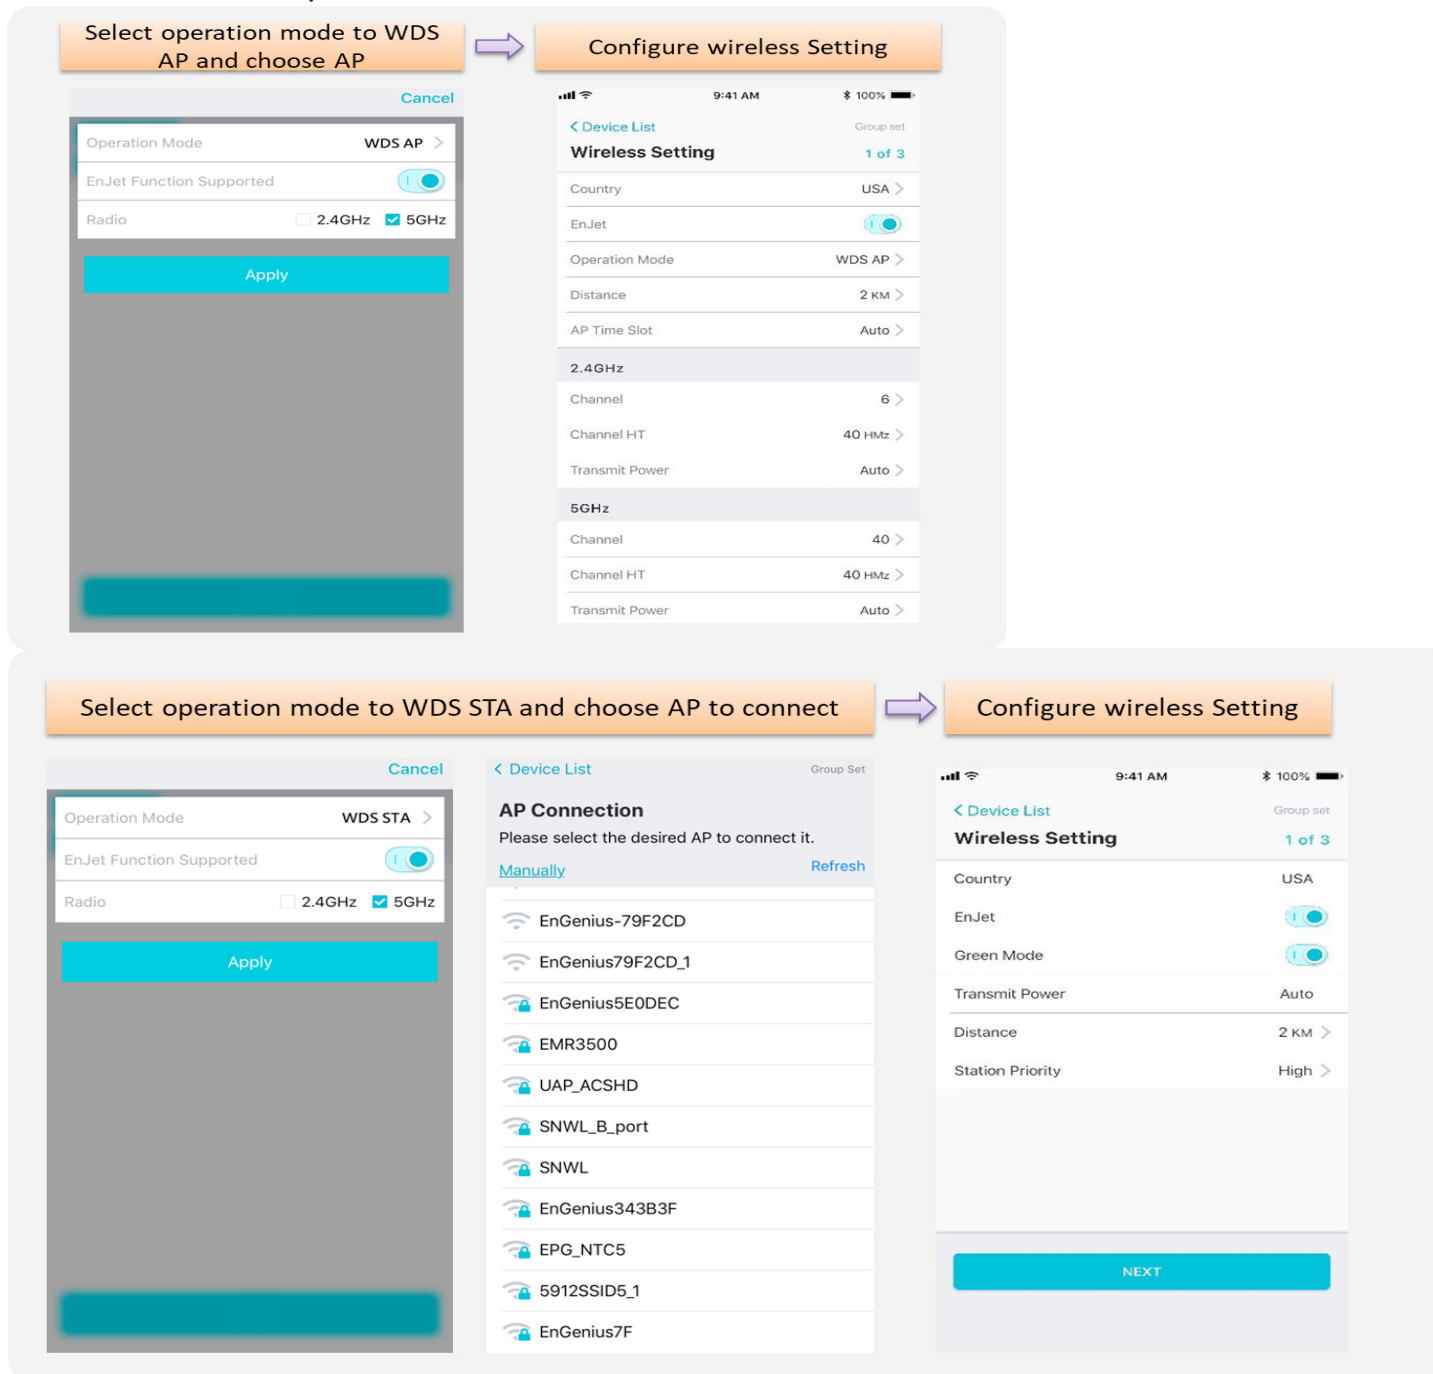 Select operation mode to WDS
AP and choose AP
Configure wireless Setting
Cancel
Operation Mode WDS AP
EnJet Function Supported
Radio 2.4GHz 5GHz
Apply
9:41 AM 100%
Device List Group set
Wireless Setting 1 of 3
Country USA
EnJet
Operation Mode WDS AP
Distance 2 KM
AP Time Slot Auto
2.4GHz
Channel 6
Channel HT 40 HMz
Transmit Power Auto
5GHz
Channel 40
Channel HT 40 HMz
Transmit Power Auto
Select operation mode to WDS STA and choose AP to connect
Configure wireless Setting
Cancel
Operation Mode WDS STA
EnJet Function Supported
Radio 2.4GHz 5GHz
Apply
Device List Group Set
AP Connection
Please select the desired AP to connect it.
Manually Refresh
EnGenius-79F2CD
EnGenius79F2CD_1
EnGenius5E0DEC
EMR3500
UAP_ACSHD
SNWL_B_port
SNWL
EnGenius343B3F
EPG_NTC5
5912SSID5_1
EnGenius7F
9:41 AM 100%
Device List Group set
Wireless Setting 1 of 3
Country USA
EnJet
Green Mode
Transmit Power Auto
Distance 2 KM
Station Priority High
NEXT